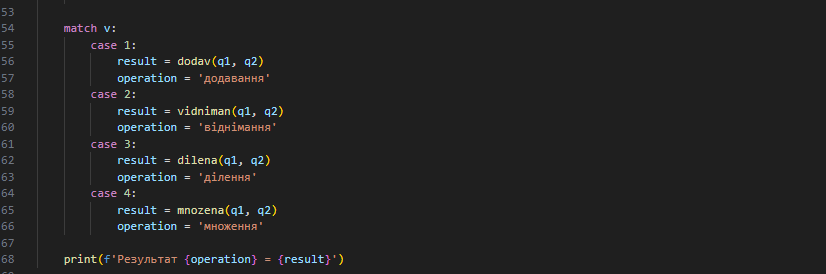 53
54 match v:
55 case 1:
56 result = dodav(q1, q2)
57 operation = 'додавання'
58 case 2:
59 result = vidniman(q1, q2)
60 operation = 'віднімання'
61 case 3:
62 result = dilena(q1, q2)
63 operation = 'ділення'
64 case 4:
65 result = mnozena(q1, q2)
66 operation = 'множення'
67
68 print(f'Результат {operation} = {result}')